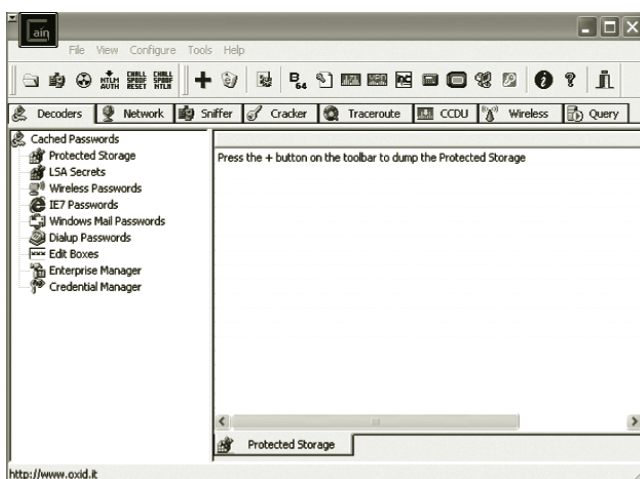 aın
File View Configure Tools Help
NTLM AUTH CHALL SPOOF RESET CHALL SPOOF NTLM B 64
Decoders Network Sniffer Cracker Traceroute CCDU Wireless Query
Cached Passwords
Protected Storage
LSA Secrets
Wireless Passwords
IE7 Passwords
Windows Mail Passwords
Dialup Passwords
Edit Boxes
Enterprise Manager
Credential Manager
Press the + button on the toolbar to dump the Protected Storage
Protected Storage
http://www.oxid.it